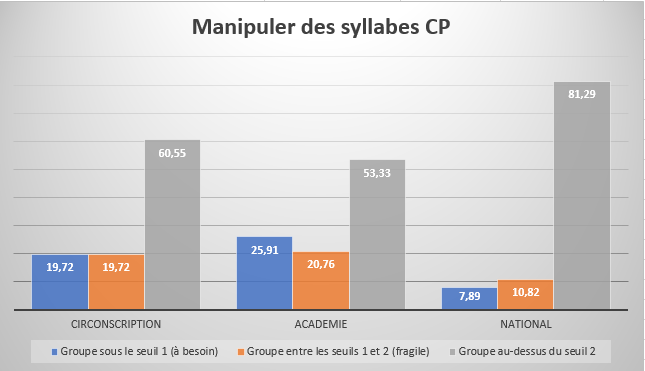 Manipuler des syllabes CP
60,55
19,72
19,72
53,33
25,91
20,76
81,29
7,89
10,82
CIRCONSCRIPTION
ACADEMIE
NATIONAL
Groupe sous le seuil 1 (à besoin)
Groupe entre les seuils 1 et 2 (fragile)
Groupe au-dessus du seuil 2